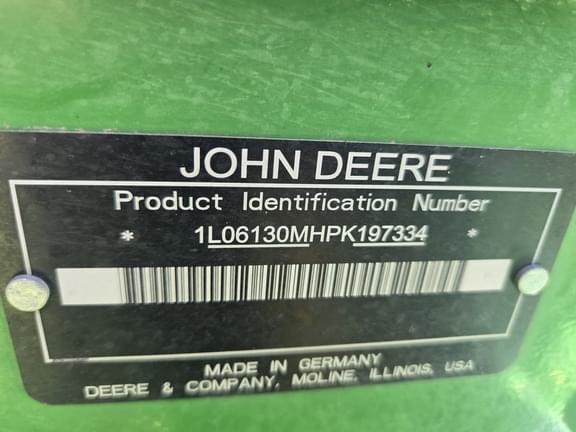 JOHN DEERE
Product Identification Number
* 1L06130MHPK197334 *
MADE IN GERMANY
DEERE & COMPANY, MOLINE, ILLINOIS, USA